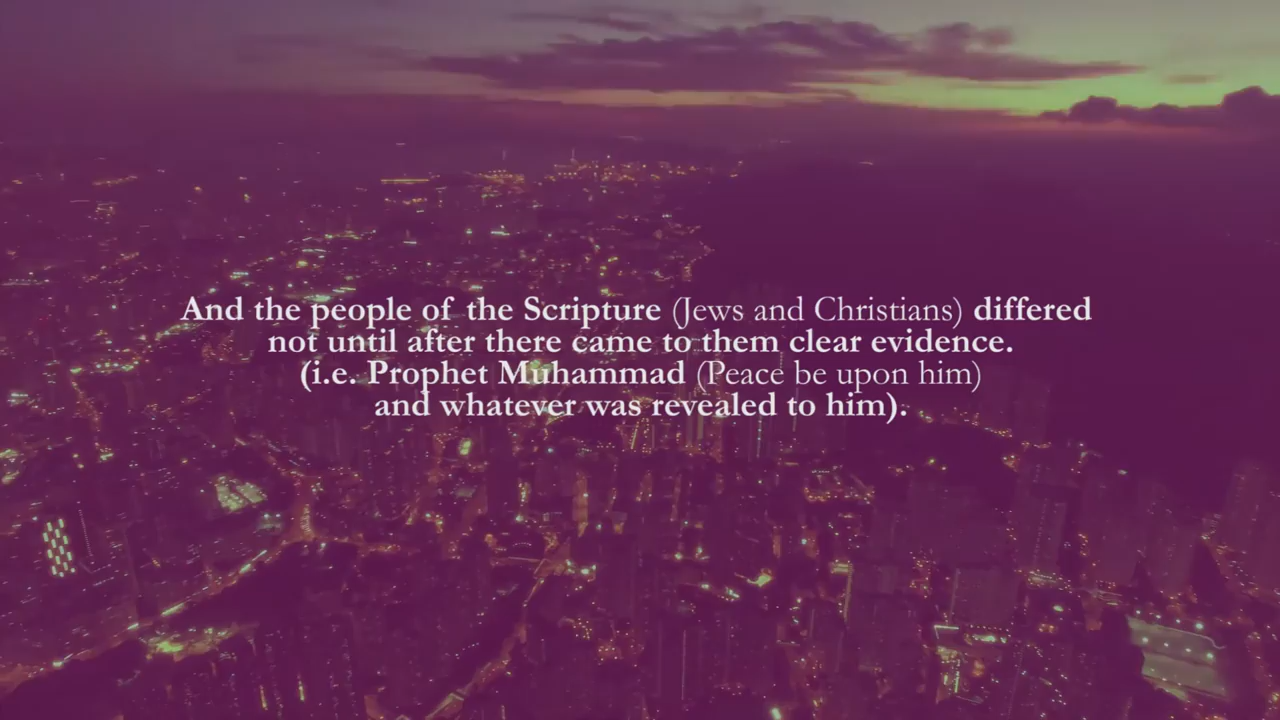 And the people of the Scripture (Jews and Christians) differed
not until after there came to them clear evidence.
(i.e. Prophet Muhammad (Peace be upon him)
and whatever was revealed to him).